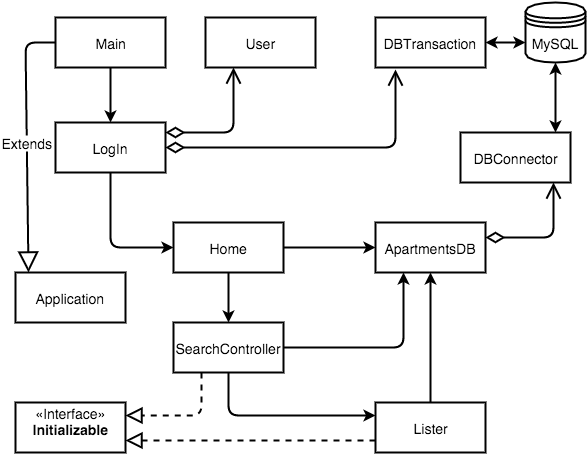 Main
User
DBTransaction
MySQL
Extends
LogIn
DBConnector
Home
ApartmentsDB
Application
SearchController
«Interface»
Initializable
Lister